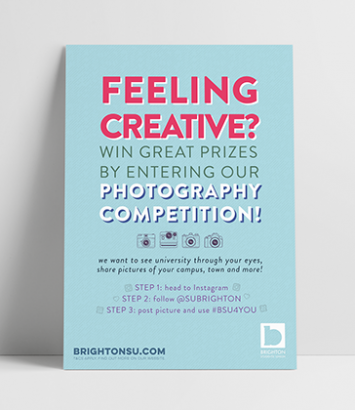 FEELING
CREATIVE?
WIN GREAT PRIZES
BY ENTERING OUR
PHOTOGRAPHY
COMPETITION!
we want to see university through your eyes,
share pictures of your campus, town and more!
STEP 1: head to Instagram
STEP 2: follow @SUBRIGHTON
STEP 3: post picture and use #BSU4YOU
BRIGHTONSU.COM
BRIGHTON